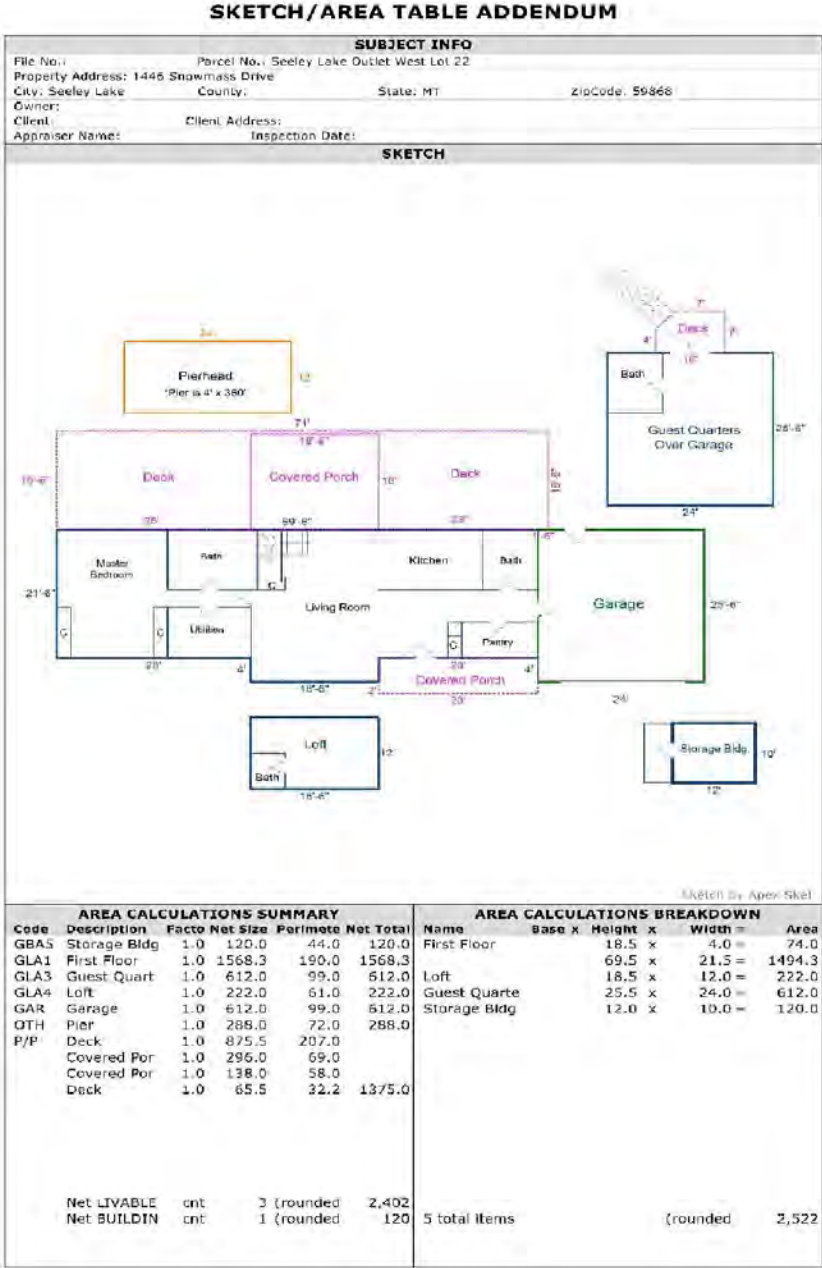 SKETCH/AREA TABLE ADDENDUM
SUBJECT INFO
File No.: Parcel No.: Seeley Lake Outlet West Lot 22
Property Address: 1446 Snowmass Drive
City: Seeley Lake County: State: MT ZipCode: 59868
Owner:
Client: Client Address:
Appraiser Name: Inspection Date:
SKETCH
7'
Deck
4'
16'
12'
Pierhead
"Pier is 4' x 380'
Bath
Guest Quarters
Over Garage
25'-6"
24'
71'
18'-6"
Deck
Covered Porch
16'
Deck
28'
69'-6"
23'
Master
Bedroom
Bath
Kitchen
Bath
C
21'-6"
Living Room
Garage
25'-6"
C
C
Utilities
C
Pantry
28'
4'
20'
4'
Covered Porch
18'-6"
2'
20'
24'
Loft
12'
Bath
18'-6"
Storage Bldg.
10'
12'
Sketch by Apex Sket
AREA CALCULATIONS SUMMARY
Code Description Facto Net Size Perimete Net Total
GBAS Storage Bldg 1.0 120.0 44.0 120.0
GLA1 First Floor 1.0 1568.3 190.0 1568.3
GLA3 Guest Quart 1.0 612.0 99.0 612.0
GLA4 Loft 1.0 222.0 61.0 222.0
GAR Garage 1.0 612.0 99.0 612.0
OTH Pier 1.0 288.0 72.0 288.0
P/P Deck 1.0 875.5 207.0
Covered Por 1.0 296.0 69.0
Covered Por 1.0 138.0 58.0
Deck 1.0 65.5 32.2 1375.0
Net LIVABLE cnt 3 (rounded 2,402
Net BUILDIN cnt 1 (rounded 120
AREA CALCULATIONS BREAKDOWN
Name Base x Height x Width = Area
First Floor 18.5 x 4.0 = 74.0
69.5 x 21.5 = 1494.3
Loft 18.5 x 12.0 = 222.0
Guest Quarte 25.5 x 24.0 = 612.0
Storage Bldg 12.0 x 10.0 = 120.0
5 total items (rounded 2,522